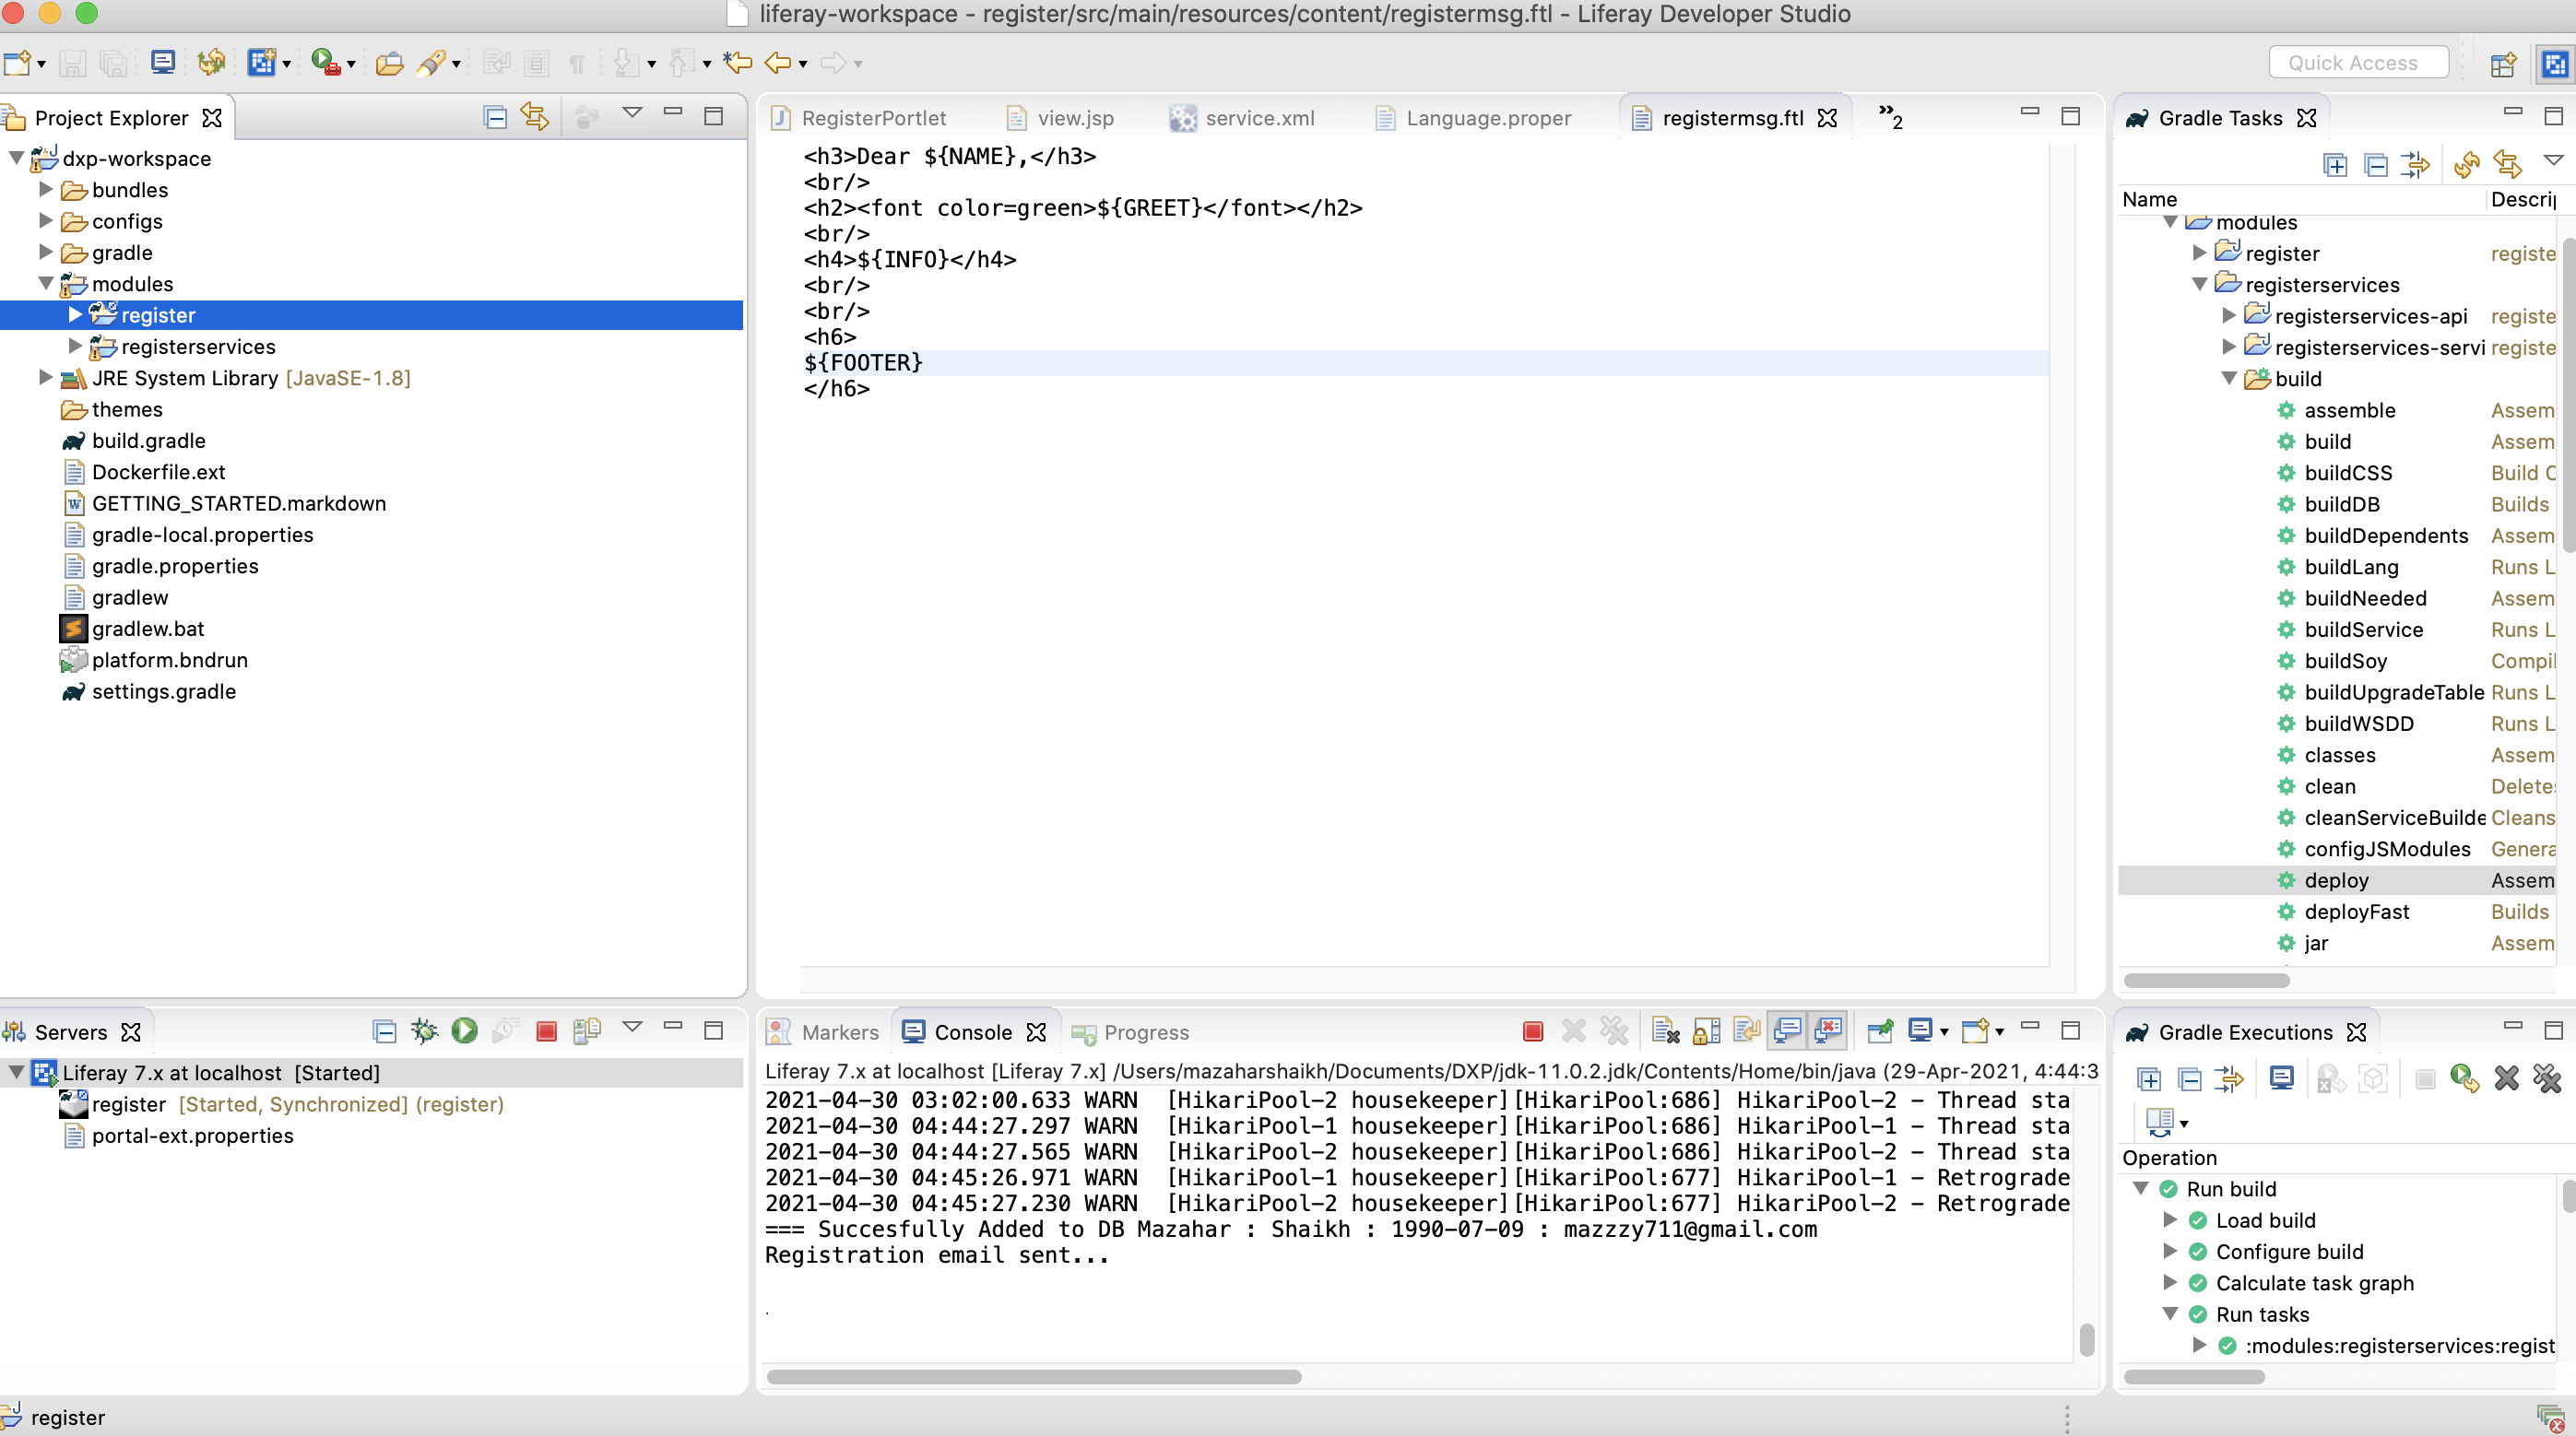 liferay-workspace - register/src/main/resources/content/registermsg.ftl - Liferay Developer Studio
Quick Access
Project Explorer
dxp-workspace
bundles
configs
gradle
modules
register
registerservices
JRE System Library [JavaSE-1.8]
themes
build.gradle
Dockerfile.ext
GETTING_STARTED.markdown
gradle-local.properties
gradle.properties
gradlew
gradlew.bat
platform.bndrun
settings.gradle
RegisterPortlet
view.jsp
service.xml
Language.proper
registermsg.ftl
»2
<h3>Dear ${NAME},</h3>
<br/>
<h2><font color=green>${GREET}</font></h2>
<br/>
<h4>${INFO}</h4>
<br/>
<br/>
<h6>
${FOOTER}
</h6>
Gradle Tasks
Name Descrip
modules
register registe
registerservices
registerservices-api registe
registerservices-servi registe
build
assemble Assem
build Assem
buildCSS Build C
buildDB Builds
buildDependents Assem
buildLang Runs L
buildNeeded Assem
buildService Runs L
buildSoy Compil
buildUpgradeTable Runs L
buildWSDD Runs L
classes Assem
clean Deletes
cleanServiceBuilde Cleans
configJSModules Genera
deploy Assem
deployFast Builds
jar Assem
Servers
Liferay 7.x at localhost [Started]
register [Started, Synchronized] (register)
portal-ext.properties
Markers
Console
Progress
Liferay 7.x at localhost [Liferay 7.x] /Users/mazaharshaikh/Documents/DXP/jdk-11.0.2.jdk/Contents/Home/bin/java (29-Apr-2021, 4:44:3
2021-04-30 03:02:00.633 WARN [HikariPool-2 housekeeper][HikariPool:686] HikariPool-2 - Thread sta
2021-04-30 04:44:27.297 WARN [HikariPool-1 housekeeper][HikariPool:686] HikariPool-1 - Thread sta
2021-04-30 04:44:27.565 WARN [HikariPool-2 housekeeper][HikariPool:686] HikariPool-2 - Thread sta
2021-04-30 04:45:26.971 WARN [HikariPool-1 housekeeper][HikariPool:677] HikariPool-1 - Retrograde
2021-04-30 04:45:27.230 WARN [HikariPool-2 housekeeper][HikariPool:677] HikariPool-2 - Retrograde
=== Succesfully Added to DB Mazahar : Shaikh : 1990-07-09 : mazzzy711@gmail.com
Registration email sent...
.
Gradle Executions
Operation
Run build
Load build
Configure build
Calculate task graph
Run tasks
:modules:registerservices:regist
register